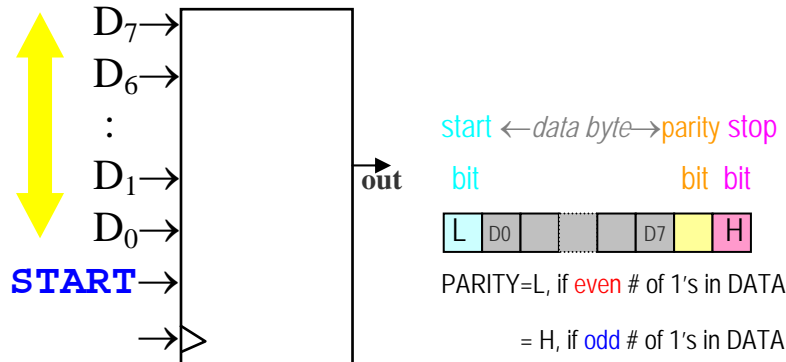 D7→
D6→
:
D1→
D0→
START→
→
out
start ←data byte→parity stop
bit bit bit
L D0 D7 H
PARITY=L, if even # of 1's in DATA
= H, if odd # of 1's in DATA